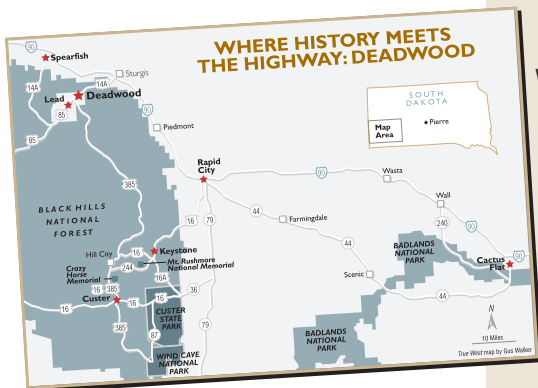 WHERE HISTORY MEETS
THE HIGHWAY: DEADWOOD
90
Spearfish
Sturgis
14A
14A
Lead
Deadwood
85
85
90
Piedmont
SOUTH
DAKOTA
Map
Area
Pierre
Rapid
City
385
90
Wasta
Wall
BLACK HILLS
NATIONAL
FOREST
16
79
44
Farmingdale
240
90
44
BADLANDS
NATIONAL
PARK
Cactus
Flat
90
Hill City
16
Keystone
244
Mt. Rushmore
National Memorial
Crazy
Horse
Memorial
16A
Scenic
16
385
36
44
Custer
16
16
CUSTER
STATE
PARK
385
87
79
BADLANDS
NATIONAL
PARK
WIND CAVE
NATIONAL
PARK
N
10 Miles
True West map by Gus Walker